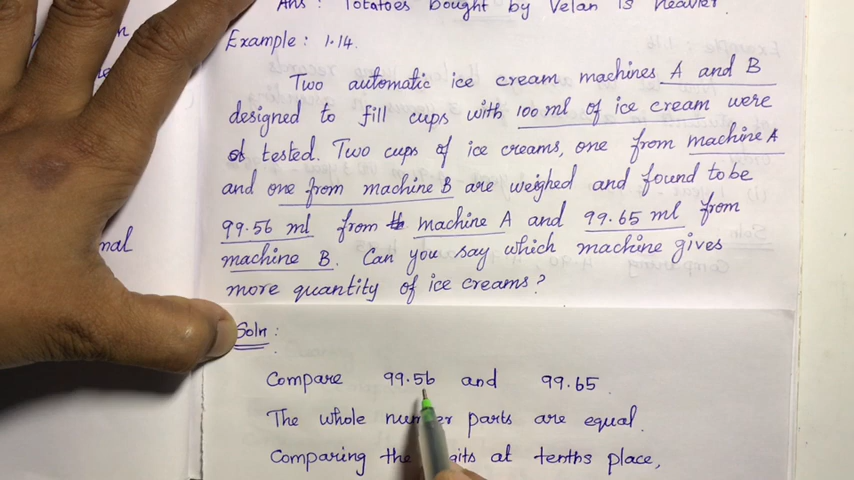 Ans : Potatoes bought by Velan is heavier.
Example : 1.14.
Two automatic ice cream machines A and B
designed to fill cups with 100 ml of ice cream were
tested. Two cups of ice creams, one from machine A
and one from machine B are weighed and found to be
99.56 ml from machine A and 99.65 ml from
machine B. Can you say which machine gives
more quantity of ice creams?
Soln :
Compare 99.56 and 99.65.
The whole number parts are equal.
Comparing the digits at tenths place,